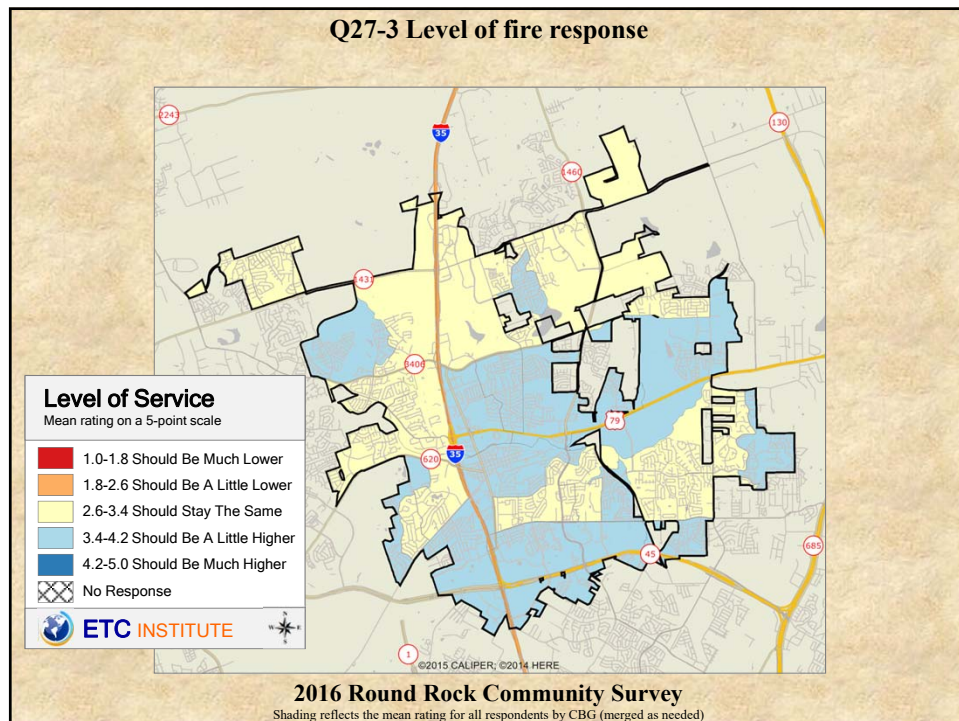 Q27-3 Level of fire response
2243
35
130
1460
1431
3406
79
620
35
45
685
1
Level of Service
Mean rating on a 5-point scale
1.0-1.8 Should Be Much Lower
1.8-2.6 Should Be A Little Lower
2.6-3.4 Should Stay The Same
3.4-4.2 Should Be A Little Higher
4.2-5.0 Should Be Much Higher
No Response
ETC INSTITUTE
N
W E
S
©2015 CALIPER; ©2014 HERE
2016 Round Rock Community Survey
Shading reflects the mean rating for all respondents by CBG (merged as needed)